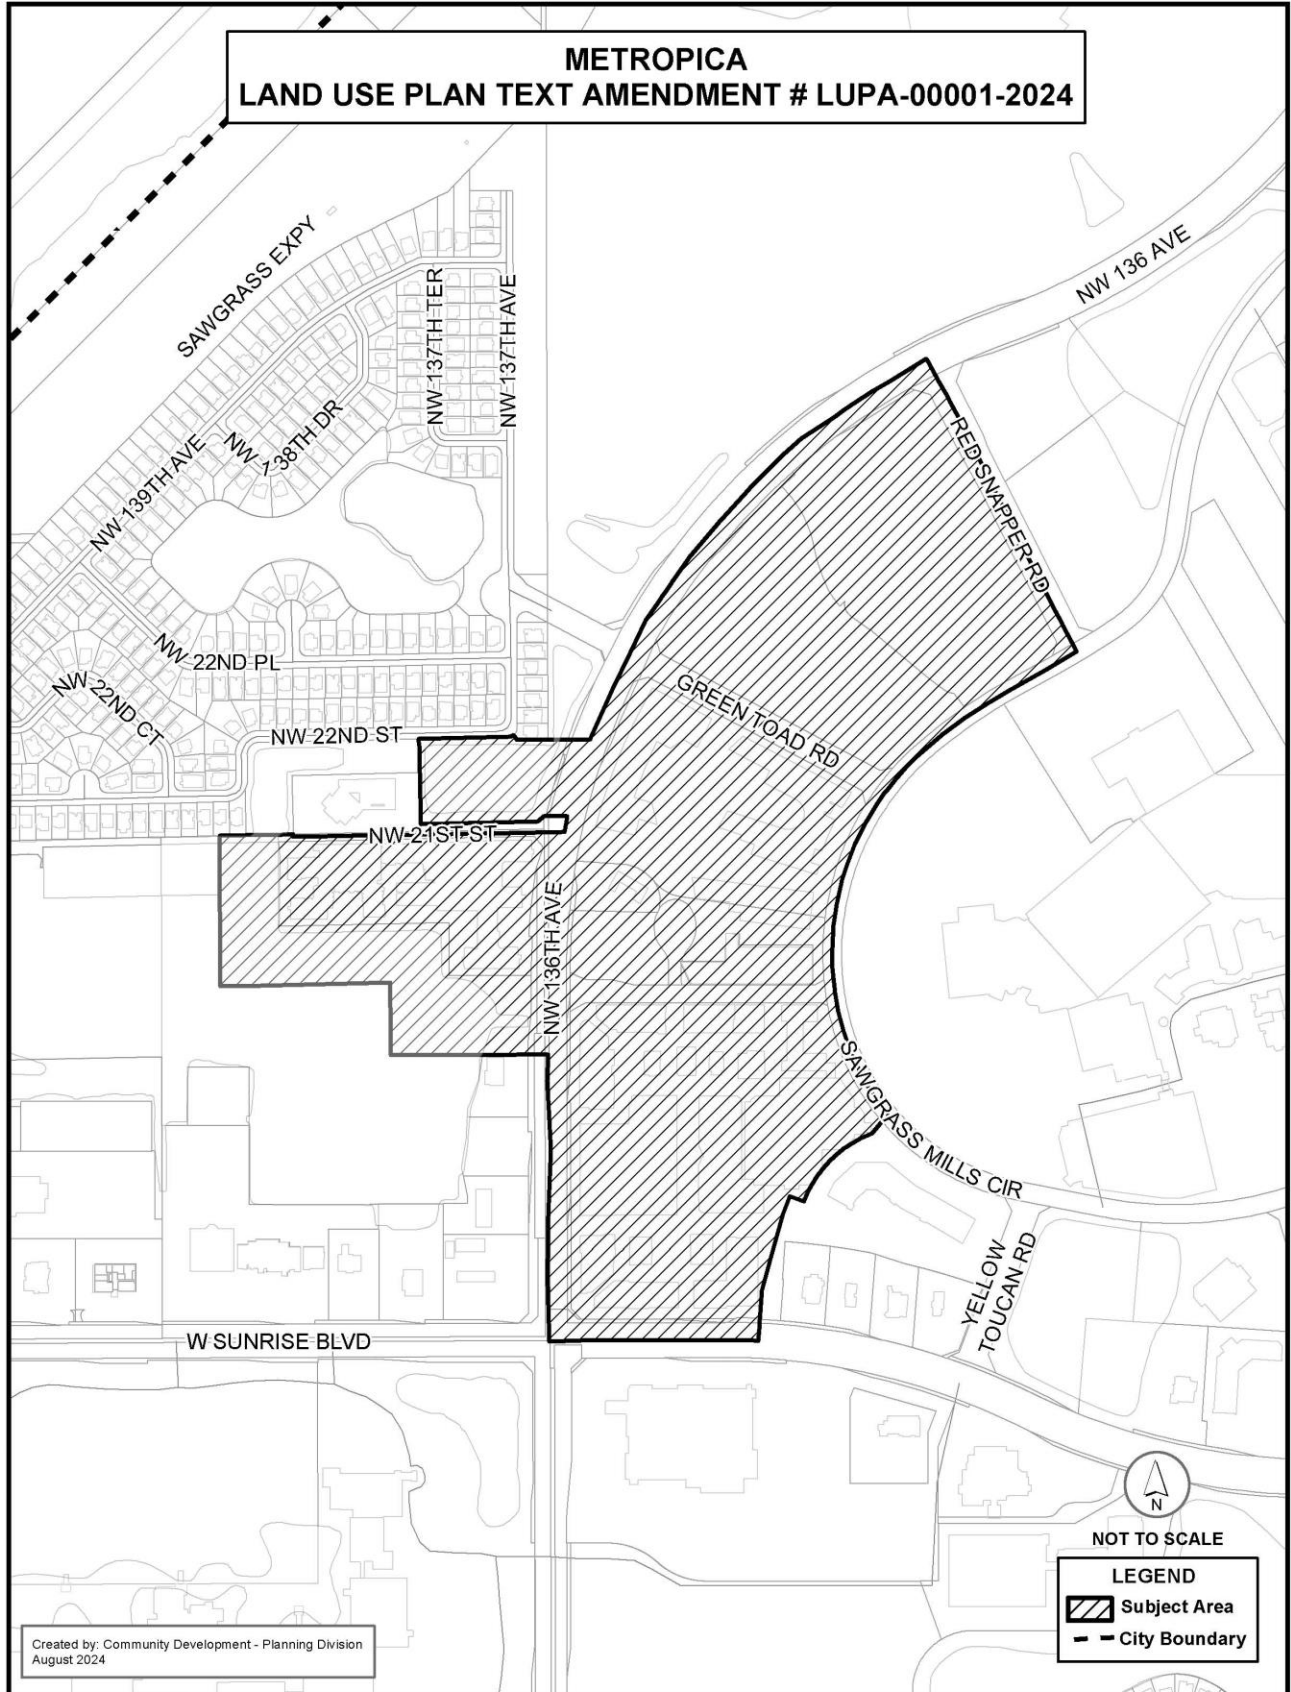 METROPICA
LAND USE PLAN TEXT AMENDMENT # LUPA-00001-2024
NW 136 AVE
SAWGRASS EXPY
NW 137TH TER
NW 137TH AVE
NW 138TH DR
NW 139TH AVE
RED SNAPPER RD
NW 22ND PL
NW 22ND CT
GREEN TOAD RD
NW 22ND ST
NW 21ST ST
NW 136TH AVE
SAWGRASS MILLS CIR
YELLOW
TOUCAN RD
W SUNRISE BLVD
N
NOT TO SCALE
LEGEND
Subject Area
City Boundary
Created by: Community Development - Planning Division
August 2024